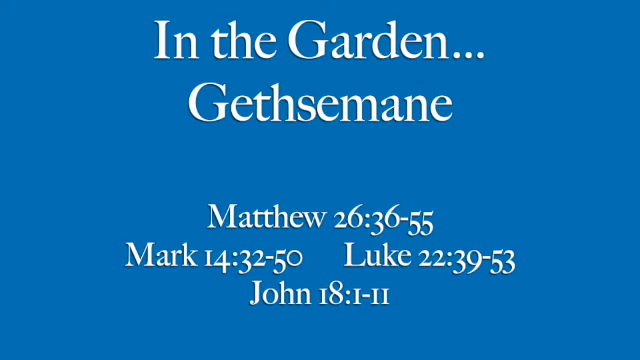 In the Garden...
Gethsemane
Matthew 26:36-55
Mark 14:32-50 Luke 22:39-53
John 18:1-11